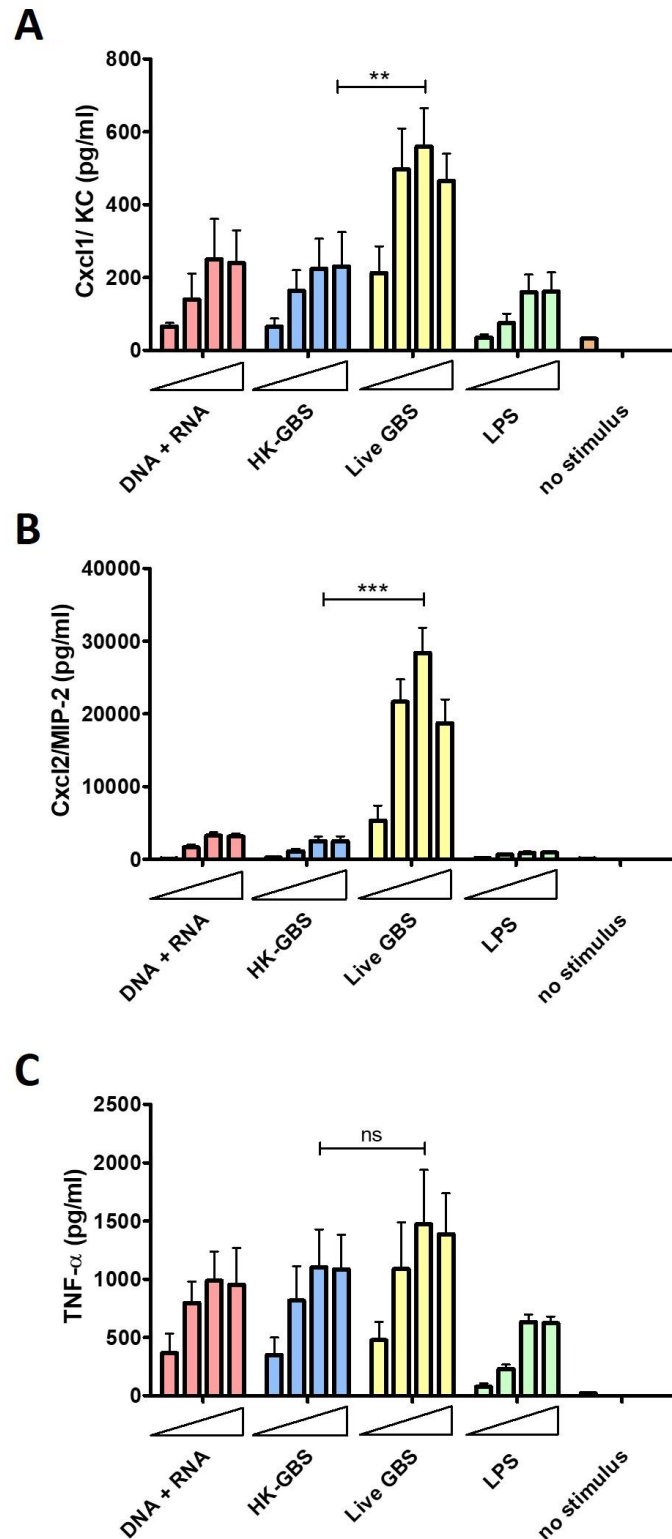 A
Cxcl1/ KC (pg/ml)
800
600
400
200
0
**
DNA + RNA
HK-GBS
Live GBS
LPS
no stimulus
B
Cxcl2/MIP-2 (pg/ml)
40000
30000
20000
10000
0
***
DNA + RNA
HK-GBS
Live GBS
LPS
no stimulus
C
TNF-α (pg/ml)
2500
2000
1500
1000
500
0
ns
DNA + RNA
HK-GBS
Live GBS
LPS
no stimulus